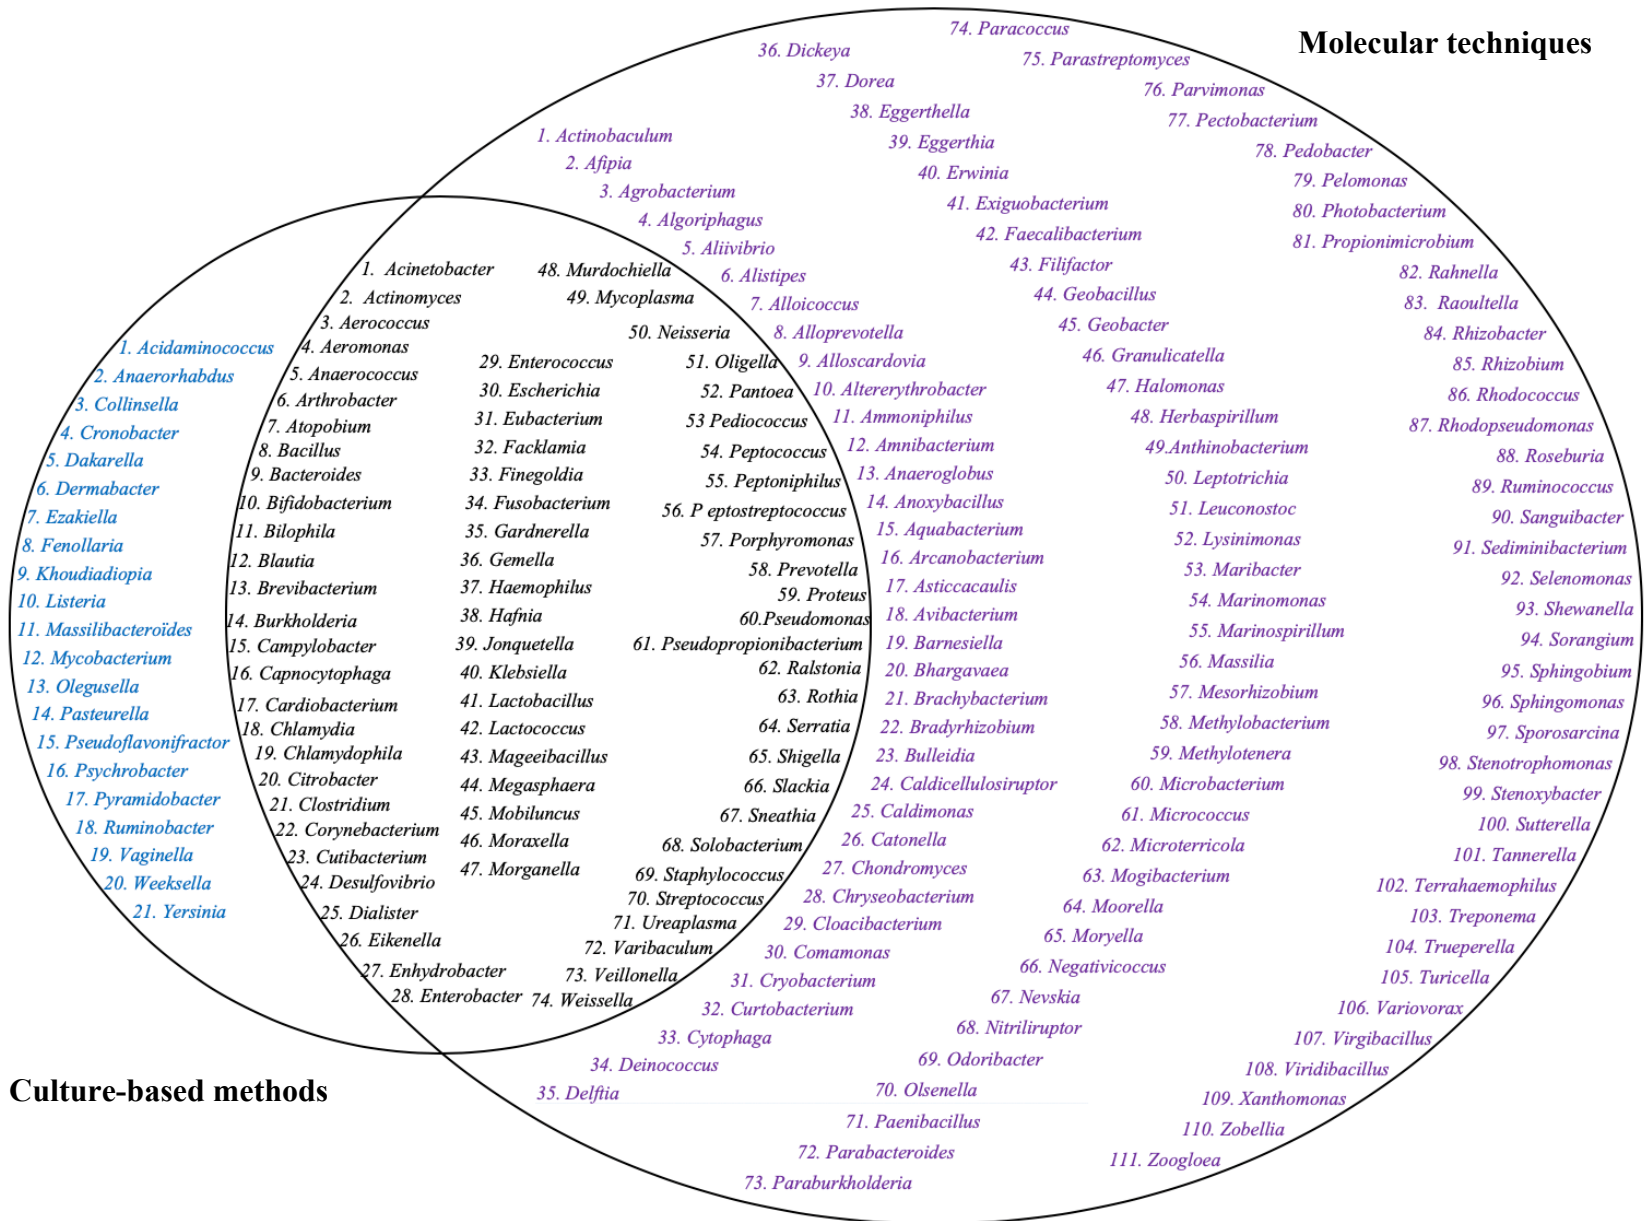 Molecular techniques
Culture-based methods
1. Acidaminococcus
2. Anaerorhabdus
3. Collinsella
4. Cronobacter
5. Dakarella
6. Dermabacter
7. Ezakiella
8. Fenollaria
9. Khoudiadiopia
10. Listeria
11. Massilibacteroïdes
12. Mycobacterium
13. Olegusella
14. Pasteurella
15. Pseudoflavonifractor
16. Psychrobacter
17. Pyramidobacter
18. Ruminobacter
19. Vaginella
20. Weeksella
21. Yersinia
1. Acinetobacter
2. Actinomyces
3. Aerococcus
4. Aeromonas
5. Anaerococcus
6. Arthrobacter
7. Atopobium
8. Bacillus
9. Bacteroides
10. Bifidobacterium
11. Bilophila
12. Blautia
13. Brevibacterium
14. Burkholderia
15. Campylobacter
16. Capnocytophaga
17. Cardiobacterium
18. Chlamydia
19. Chlamydophila
20. Citrobacter
21. Clostridium
22. Corynebacterium
23. Cutibacterium
24. Desulfovibrio
25. Dialister
26. Eikenella
27. Enhydrobacter
28. Enterobacter
29. Enterococcus
30. Escherichia
31. Eubacterium
32. Facklamia
33. Finegoldia
34. Fusobacterium
35. Gardnerella
36. Gemella
37. Haemophilus
38. Hafnia
39. Jonquetella
40. Klebsiella
41. Lactobacillus
42. Lactococcus
43. Mageeibacillus
44. Megasphaera
45. Mobiluncus
46. Moraxella
47. Morganella
48. Murdochiella
49. Mycoplasma
50. Neisseria
51. Oligella
52. Pantoea
53 Pediococcus
54. Peptococcus
55. Peptoniphilus
56. P eptostreptococcus
57. Porphyromonas
58. Prevotella
59. Proteus
60.Pseudomonas
61. Pseudopropionibacterium
62. Ralstonia
63. Rothia
64. Serratia
65. Shigella
66. Slackia
67. Sneathia
68. Solobacterium
69. Staphylococcus
70. Streptococcus
71. Ureaplasma
72. Varibaculum
73. Veillonella
74. Weissella
1. Actinobaculum
2. Afipia
3. Agrobacterium
4. Algoriphagus
5. Aliivibrio
6. Alistipes
7. Alloicoccus
8. Alloprevotella
9. Alloscardovia
10. Altererythrobacter
11. Ammoniphilus
12. Amnibacterium
13. Anaeroglobus
14. Anoxybacillus
15. Aquabacterium
16. Arcanobacterium
17. Asticcacaulis
18. Avibacterium
19. Barnesiella
20. Bhargavaea
21. Brachybacterium
22. Bradyrhizobium
23. Bulleidia
24. Caldicellulosiruptor
25. Caldimonas
26. Catonella
27. Chondromyces
28. Chryseobacterium
29. Cloacibacterium
30. Comamonas
31. Cryobacterium
32. Curtobacterium
33. Cytophaga
34. Deinococcus
35. Delftia
36. Dickeya
37. Dorea
38. Eggerthella
39. Eggerthia
40. Erwinia
41. Exiguobacterium
42. Faecalibacterium
43. Filifactor
44. Geobacillus
45. Geobacter
46. Granulicatella
47. Halomonas
48. Herbaspirillum
49.Anthinobacterium
50. Leptotrichia
51. Leuconostoc
52. Lysinimonas
53. Maribacter
54. Marinomonas
55. Marinospirillum
56. Massilia
57. Mesorhizobium
58. Methylobacterium
59. Methylotenera
60. Microbacterium
61. Micrococcus
62. Microterricola
63. Mogibacterium
64. Moorella
65. Moryella
66. Negativicoccus
67. Nevskia
68. Nitriliruptor
69. Odoribacter
70. Olsenella
71. Paenibacillus
72. Parabacteroides
73. Paraburkholderia
74. Paracoccus
75. Parastreptomyces
76. Parvimonas
77. Pectobacterium
78. Pedobacter
79. Pelomonas
80. Photobacterium
81. Propionimicrobium
82. Rahnella
83. Raoultella
84. Rhizobacter
85. Rhizobium
86. Rhodococcus
87. Rhodopseudomonas
88. Roseburia
89. Ruminococcus
90. Sanguibacter
91. Sediminibacterium
92. Selenomonas
93. Shewanella
94. Sorangium
95. Sphingobium
96. Sphingomonas
97. Sporosarcina
98. Stenotrophomonas
99. Stenoxybacter
100. Sutterella
101. Tannerella
102. Terrahaemophilus
103. Treponema
104. Trueperella
105. Turicella
106. Variovorax
107. Virgibacillus
108. Viridibacillus
109. Xanthomonas
110. Zobellia
111. Zoogloea